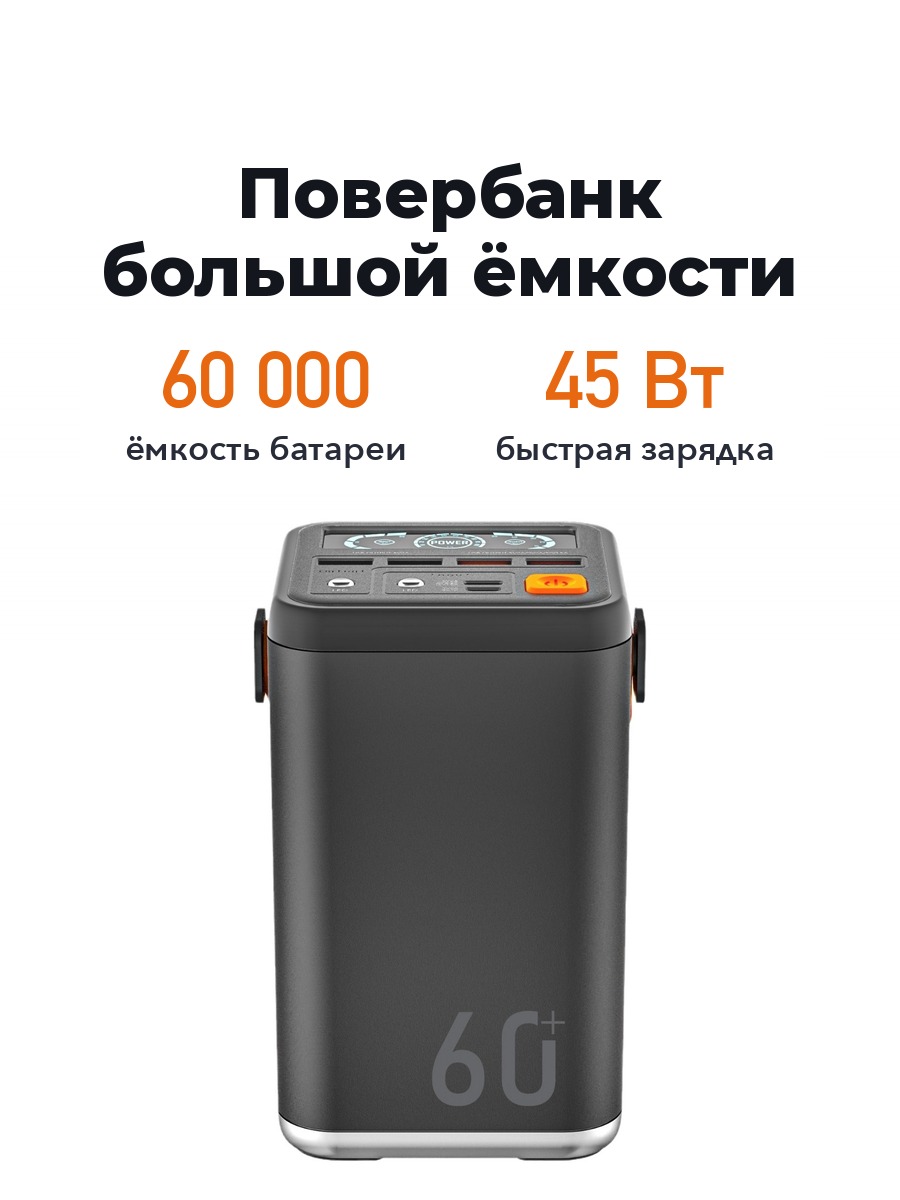 Повербанк
большой ёмкости
60 000 45 Вт
ёмкость батареи быстрая зарядка
POWER
60+